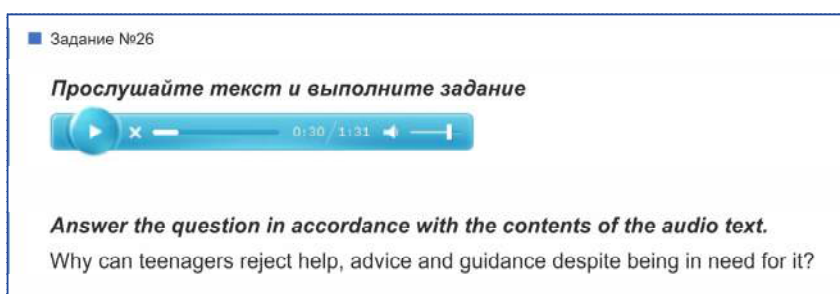 Задание №26
Прослушайте текст и выполните задание
0:30/1:31
Answer the question in accordance with the contents of the audio text.
Why can teenagers reject help, advice and guidance despite being in need for it?